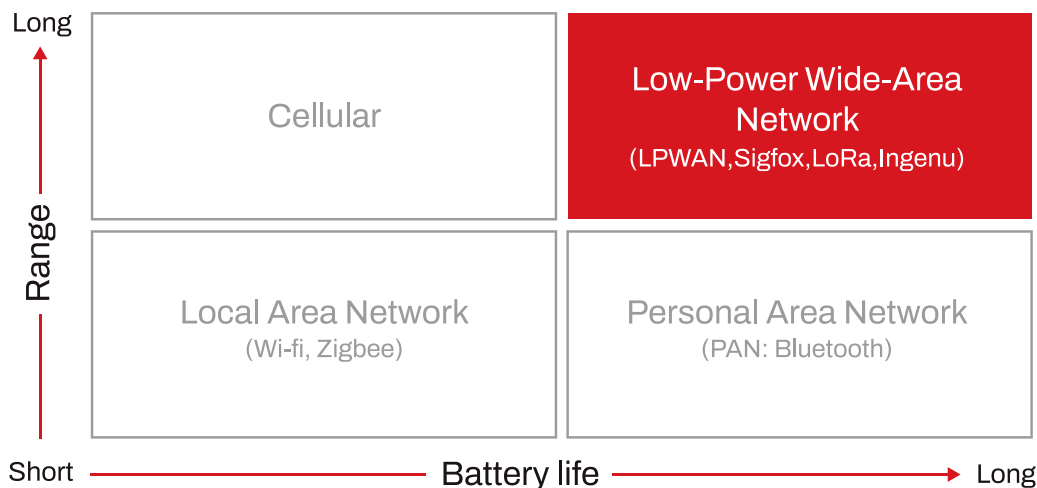 Long
Cellular
Low-Power Wide-Area
Network
(LPWAN,Sigfox,LoRa,Ingenu)
Range
Local Area Network
(Wi-fi, Zigbee)
Personal Area Network
(PAN: Bluetooth)
Short
Battery life
Long